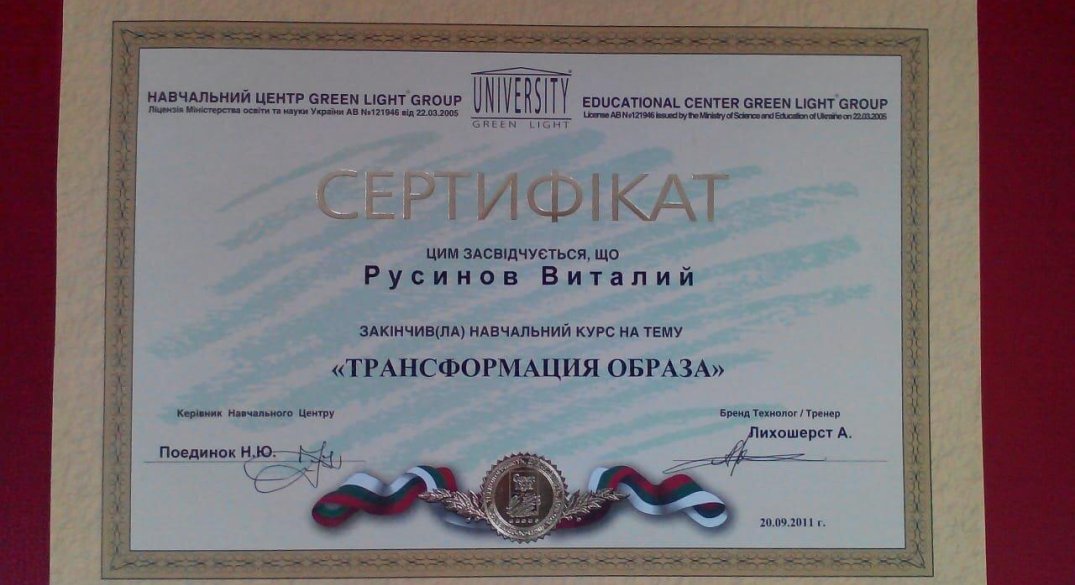 НАВЧАЛЬНИЙ ЦЕНТР GREEN LIGHT® GROUP
Ліцензія Міністерства освіти та науки України АВ №121946 від 22.03.2005
UNIVERSITY®
GREEN LIGHT
EDUCATIONAL CENTER GREEN LIGHT® GROUP
License AB №121946 issued by the Ministry of Science and Education of Ukraine on 22.03.2005
СЕРТИФІКАТ
ЦИМ ЗАСВІДЧУЄТЬСЯ, ЩО
Русинов Виталий
ЗАКІНЧИВ(ЛА) НАВЧАЛЬНИЙ КУРС НА ТЕМУ
«ТРАНСФОРМАЦИЯ ОБРАЗА»
Керівник Навчального Центру
Поединок Н.Ю.
Бренд Технолог / Тренер
Лихошерст А.
20.09.2011 г.